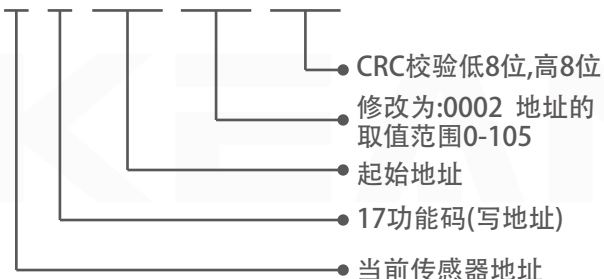 CRC校验低8位,高8位
修改为:0002 地址的
取值范围0-105
起始地址
17功能码(写地址)
当前传感器地址